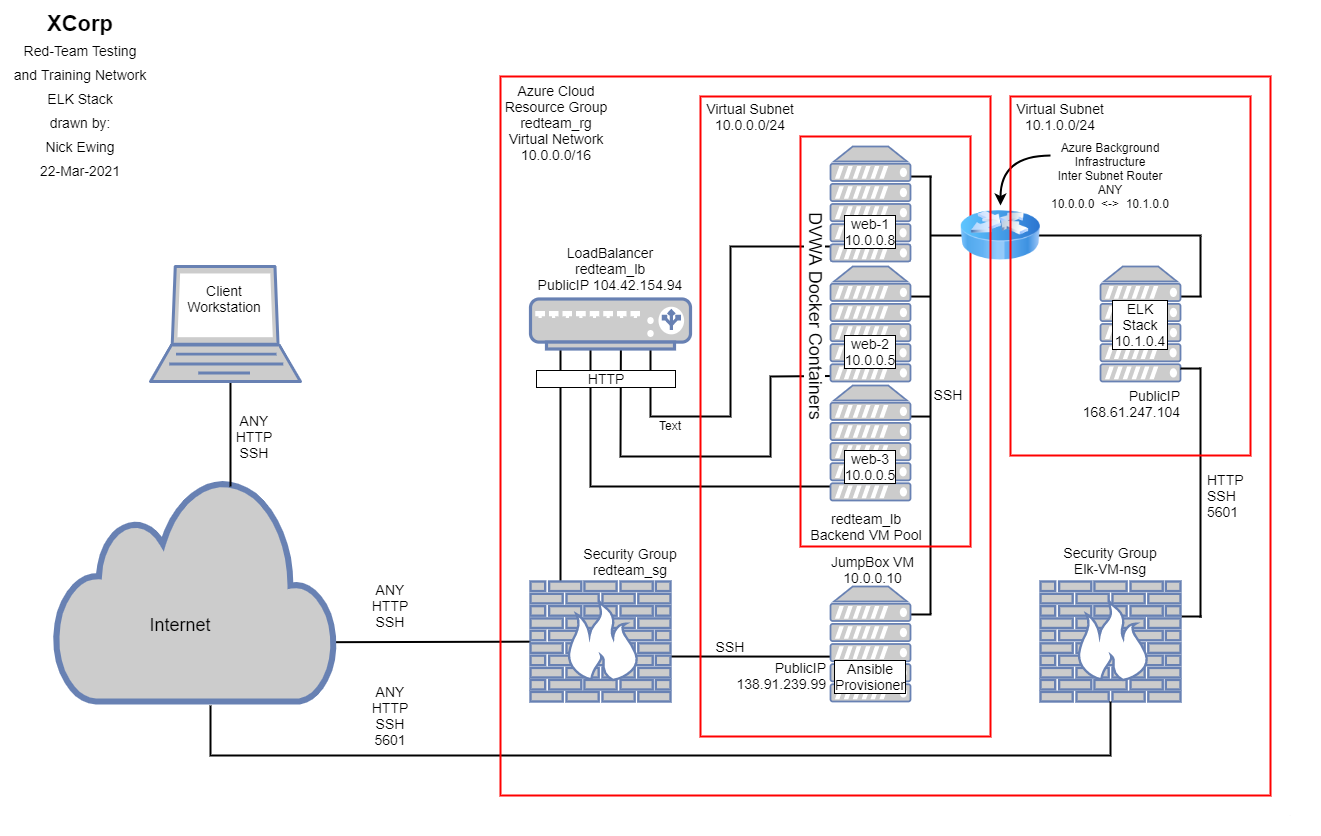 XCorp
Red-Team Testing
and Training Network
ELK Stack
drawn by:
Nick Ewing
22-Mar-2021
Azure Cloud
Resource Group
redteam_rg
Virtual Network
10.0.0.0/16
Virtual Subnet
10.0.0.0/24
Virtual Subnet
10.1.0.0/24
Azure Background
Infrastructure
Inter Subnet Router
ANY
10.0.0.0 <-> 10.1.0.0
DVWA Docker Containers
web-1
10.0.0.8
web-2
10.0.0.5
web-3
10.0.0.5
redteam_lb
Backend VM Pool
SSH
LoadBalancer
redteam_lb
PublicIP 104.42.154.94
HTTP
Text
Client
Workstation
ANY
HTTP
SSH
Internet
ANY
HTTP
SSH
ANY
HTTP
SSH
5601
Security Group
redteam_sg
SSH
JumpBox VM
10.0.0.10
PublicIP
138.91.239.99
Ansible
Provisioner
ELK
Stack
10.1.0.4
PublicIP
168.61.247.104
HTTP
SSH
5601
Security Group
Elk-VM-nsg